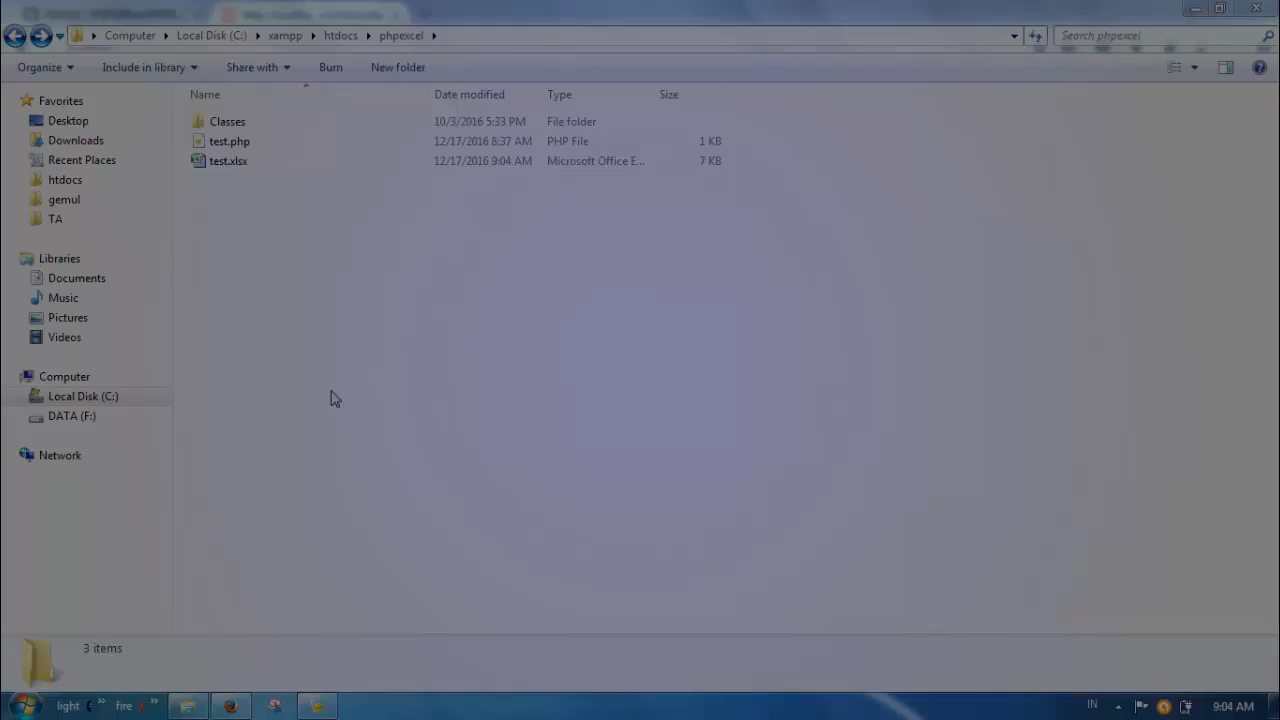 Computer Local Disk (C:) xampp htdocs phpexcel
Search phpexcel
Organize Include in library Share with Burn New folder
Name Date modified Type Size
Classes 10/3/2016 5:33 PM File folder
test.php 12/17/2016 8:37 AM PHP File 1 KB
test.xlsx 12/17/2016 9:04 AM Microsoft Office E... 7 KB
Favorites
Desktop
Downloads
Recent Places
htdocs
gemul
TA
Libraries
Documents
Music
Pictures
Videos
Computer
Local Disk (C:)
DATA (F:)
Network
3 items
light fire IN 9:04 AM